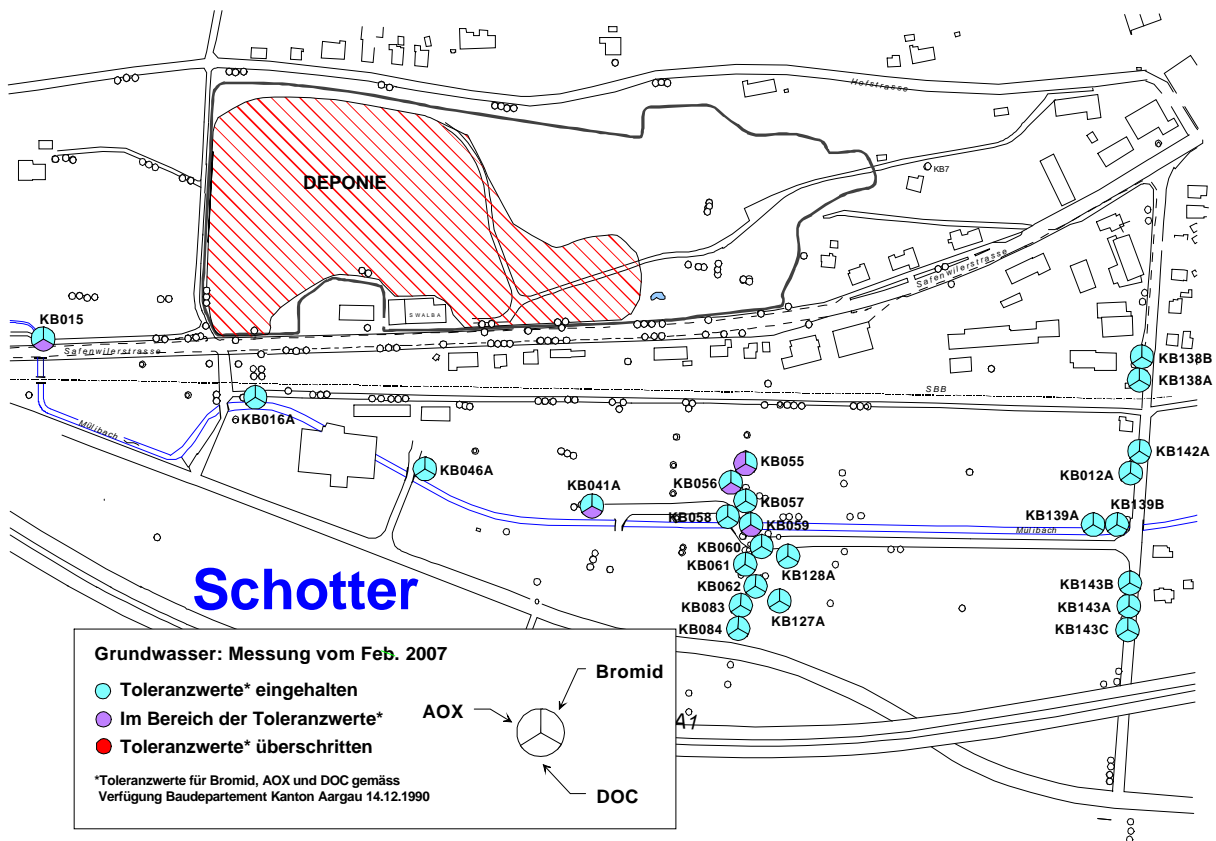 Hofstrasse
KB7
DEPONIE
Safenwilerstrasse
SWALBA
KB015
Safenwilerstrasse
KB138B
KB138A
SBB
KB016A
Mülibach
KB142A
KB055
KB046A
KB012A
KB056
KB041A
KB057
KB139B
KB058
KB139A
KB059
Mülibach
KB060
KB061
KB128A
KB062
KB143B
Schotter
KB083
KB143A
KB127A
KB084
KB143C
Grundwasser: Messung vom Feb. 2007
Bromid
Toleranzwerte* eingehalten
AOX
Im Bereich der Toleranzwerte*
A1
Toleranzwerte* überschritten
*Toleranzwerte für Bromid, AOX und DOC gemäss
Verfügung Baudepartement Kanton Aargau 14.12.1990
DOC